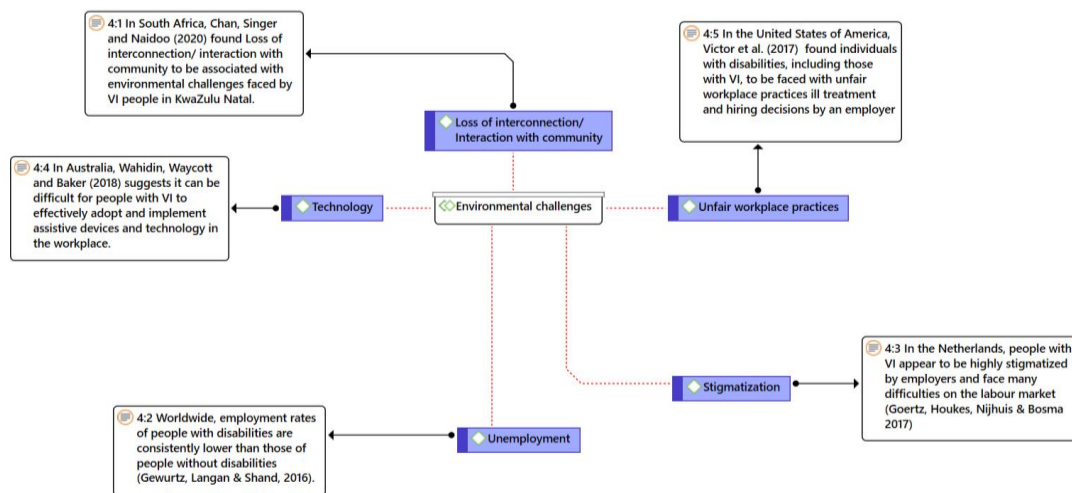 4:1 In South Africa, Chan, Singer
and Naidoo (2020) found Loss of
interconnection/ interaction with
community to be associated with
environmental challenges faced by
VI people in KwaZulu Natal.
4:5 In the United States of America,
Victor et al. (2017) found individuals
with disabilities, including those
with VI, to be faced with unfair
workplace practices ill treatment
and hiring decisions by an employer
Loss of interconnection/
Interaction with community
4:4 In Australia, Wahidin, Waycott
and Baker (2018) suggests it can be
difficult for people with VI to
effectively adopt and implement
assistive devices and technology in
the workplace.
Technology
Environmental challenges
Unfair workplace practices
4:3 In the Netherlands, people with
VI appear to be highly stigmatized
by employers and face many
difficulties on the labour market
(Goertz, Houkes, Nijhuis & Bosma
2017)
Stigmatization
4:2 Worldwide, employment rates
of people with disabilities are
consistently lower than those of
people without disabilities
(Gewurtz, Langan & Shand, 2016).
Unemployment